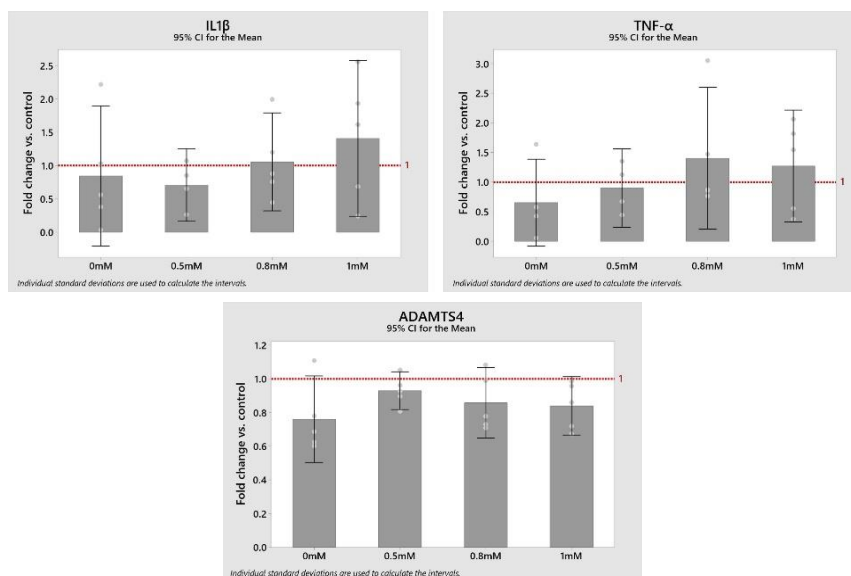 IL1β
95% CI for the Mean
Fold change vs. control
2.5
2.0
1.5
1.0
0.5
0.0
1
0mM 0.5mM 0.8mM 1mM
Individual standard deviations are used to calculate the intervals.
TNF-α
95% CI for the Mean
Fold change vs. control
3.0
2.5
2.0
1.5
1.0
0.5
0.0
1
0mM 0.5mM 0.8mM 1mM
Individual standard deviations are used to calculate the intervals.
ADAMTS4
95% CI for the Mean
Fold change vs. control
1.2
1.0
0.8
0.6
0.4
0.2
0.0
1
0mM 0.5mM 0.8mM 1mM
Individual standard deviations are used to calculate the intervals.